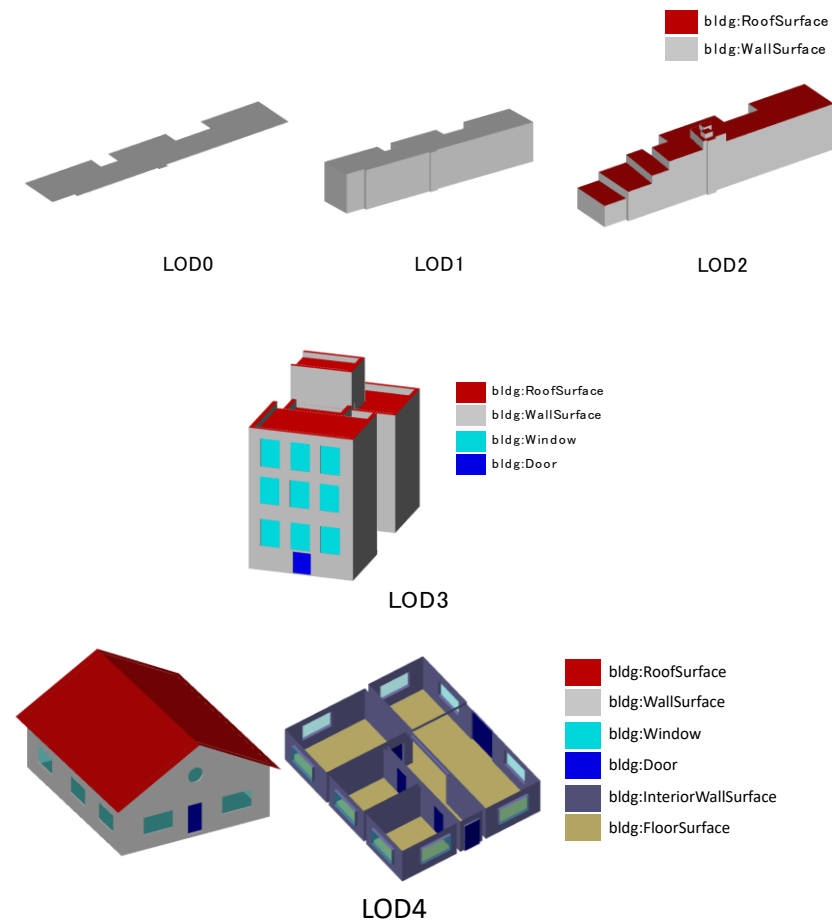 bldg:RoofSurface
bldg:WallSurface
LOD0
LOD1
LOD2
bldg:RoofSurface
bldg:WallSurface
bldg:Window
bldg:Door
LOD3
bldg:RoofSurface
bldg:WallSurface
bldg:Window
bldg:Door
bldg:InteriorWallSurface
bldg:FloorSurface
LOD4